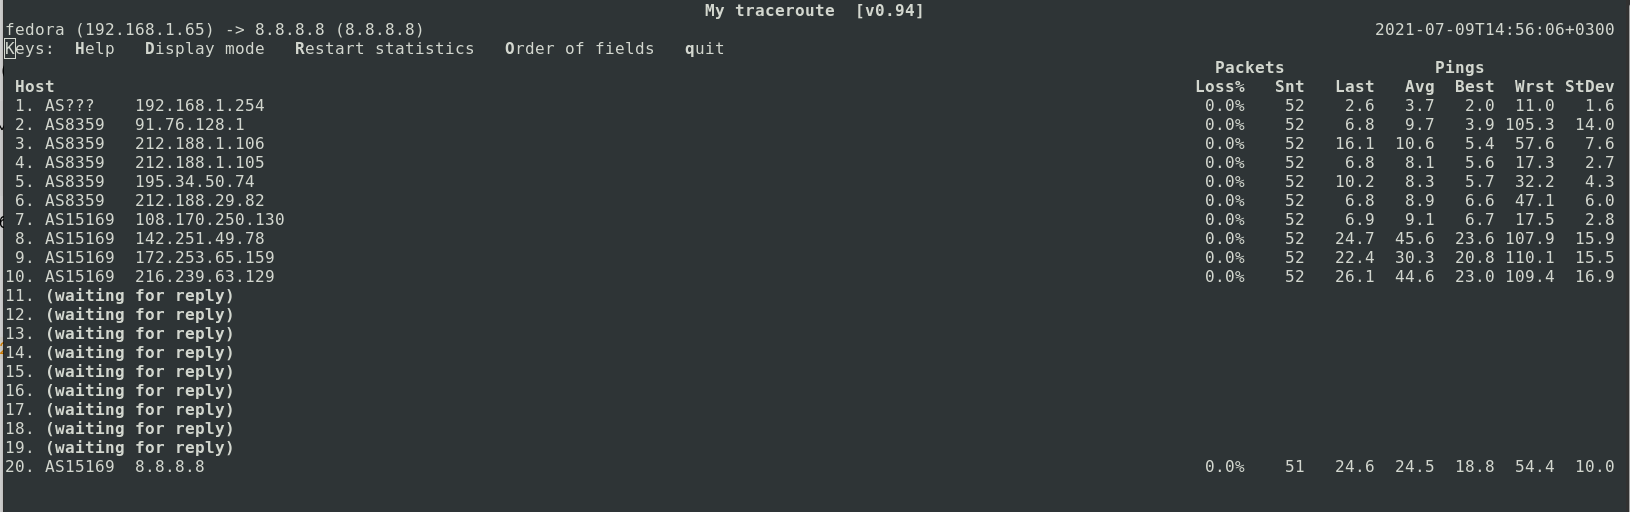 My traceroute [v0.94]
fedora (192.168.1.65) -> 8.8.8.8 (8.8.8.8) 2021-07-09T14:56:06+0300
Keys: Help Display mode Restart statistics Order of fields quit
Packets Pings
Host Loss% Snt Last Avg Best Wrst StDev
1. AS??? 192.168.1.254 0.0% 52 2.6 3.7 2.0 11.0 1.6
2. AS8359 91.76.128.1 0.0% 52 6.8 9.7 3.9 105.3 14.0
3. AS8359 212.188.1.106 0.0% 52 16.1 10.6 5.4 57.6 7.6
4. AS8359 212.188.1.105 0.0% 52 6.8 8.1 5.6 17.3 2.7
5. AS8359 195.34.50.74 0.0% 52 10.2 8.3 5.7 32.2 4.3
6. AS8359 212.188.29.82 0.0% 52 6.8 8.9 6.6 47.1 6.0
7. AS15169 108.170.250.130 0.0% 52 6.9 9.1 6.7 17.5 2.8
8. AS15169 142.251.49.78 0.0% 52 24.7 45.6 23.6 107.9 15.9
9. AS15169 172.253.65.159 0.0% 52 22.4 30.3 20.8 110.1 15.5
10. AS15169 216.239.63.129 0.0% 52 26.1 44.6 23.0 109.4 16.9
11. (waiting for reply)
12. (waiting for reply)
13. (waiting for reply)
14. (waiting for reply)
15. (waiting for reply)
16. (waiting for reply)
17. (waiting for reply)
18. (waiting for reply)
19. (waiting for reply)
20. AS15169 8.8.8.8 0.0% 51 24.6 24.5 18.8 54.4 10.0